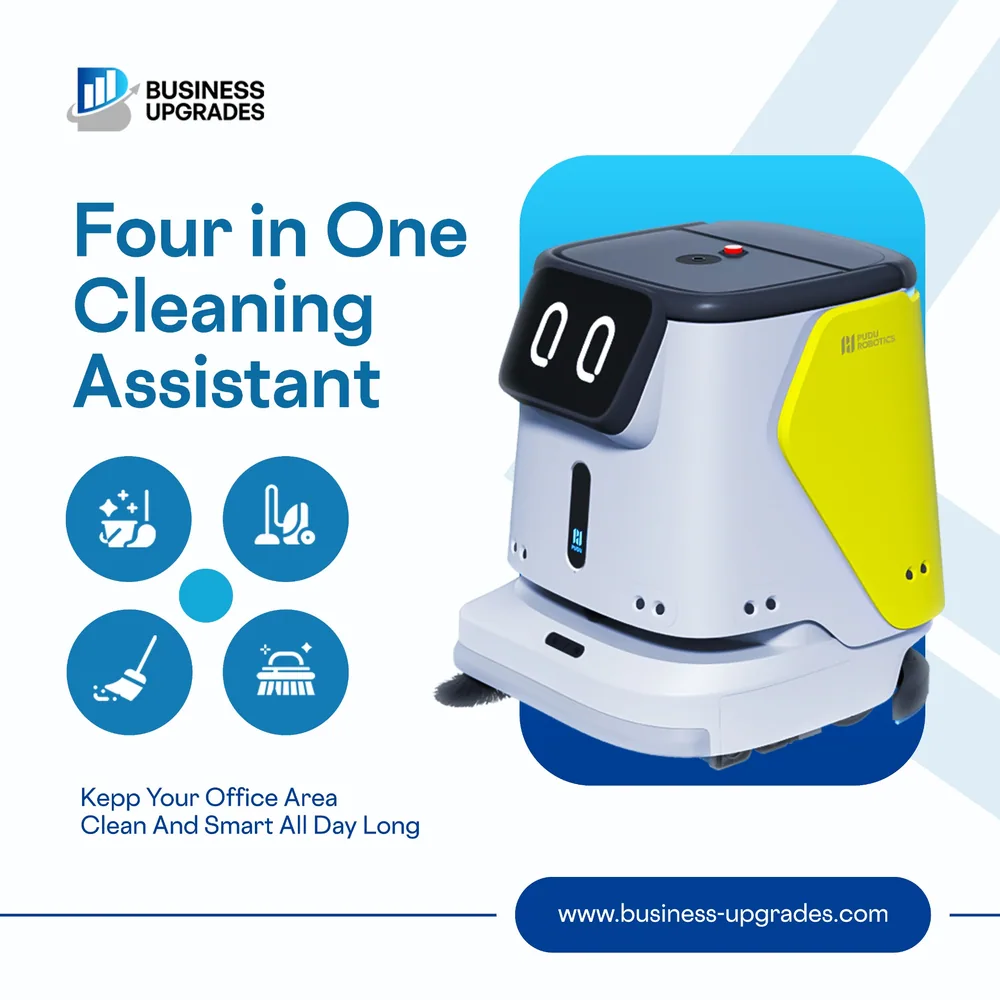 BUSINESS
UPGRADES
Four in One
Cleaning
Assistant
PUDU
ROBOTICS
PUDU
Kepp Your Office Area
Clean And Smart All Day Long
www.business-upgrades.com